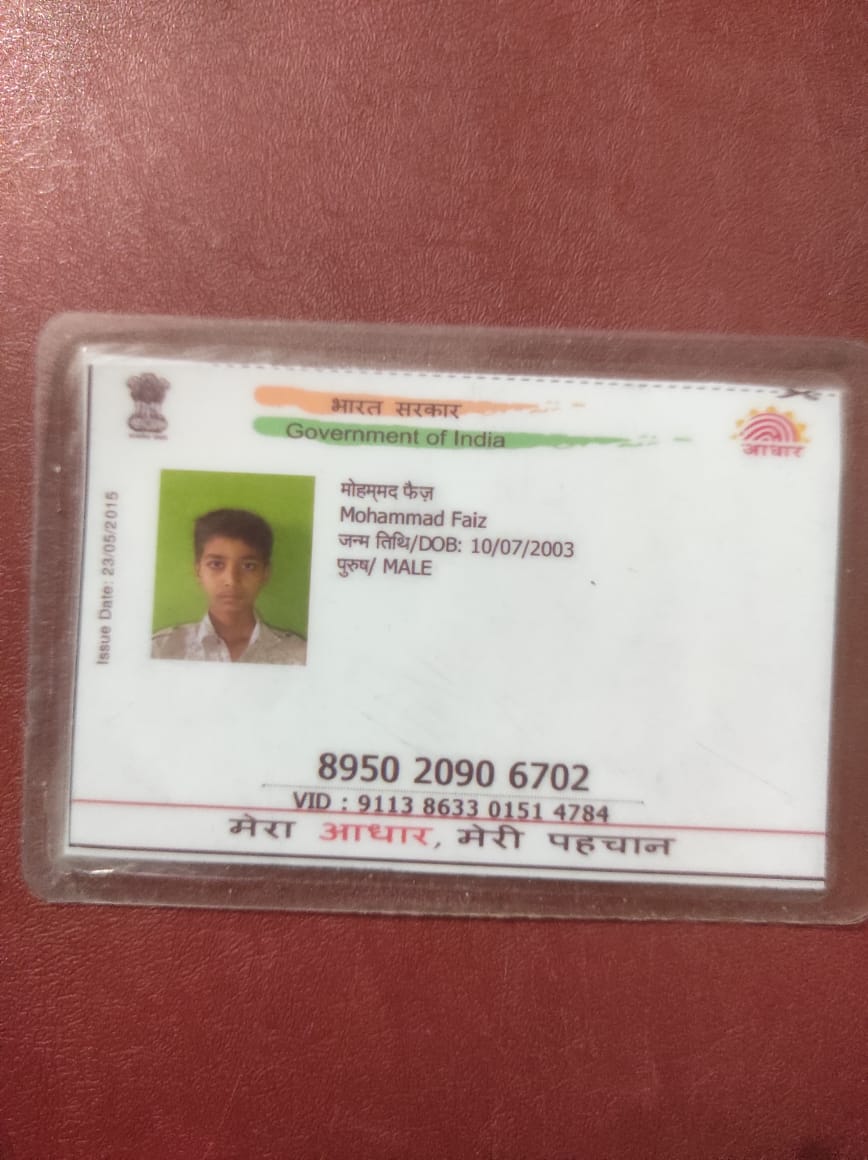 भारत सरकार
Government of India
आधार
Issue Date: 23/05/2015
मोहम्मद फैज़
Mohammad Faiz
जन्म तिथि/DOB: 10/07/2003
पुरुष/ MALE
8950 2090 6702
VID : 9113 8633 0151 4784
मेरा आधार, मेरी पहचान